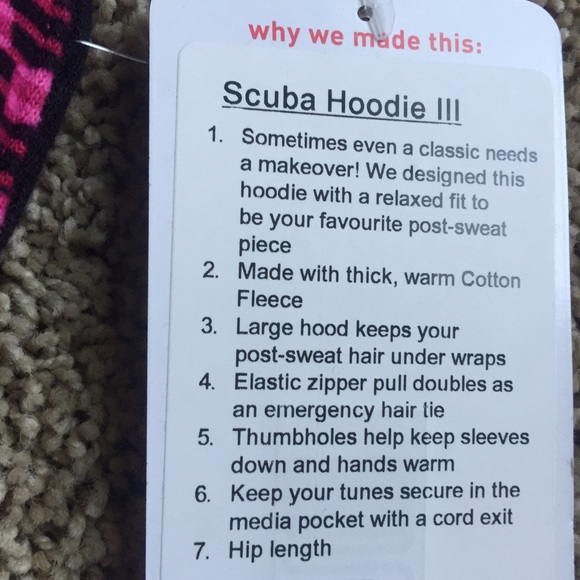 why we made this:
Scuba Hoodie III
1. Sometimes even a classic needs
a makeover! We designed this
hoodie with a relaxed fit to
be your favourite post-sweat
piece
2. Made with thick, warm Cotton
Fleece
3. Large hood keeps your
post-sweat hair under wraps
4. Elastic zipper pull doubles as
an emergency hair tie
5. Thumbholes help keep sleeves
down and hands warm
6. Keep your tunes secure in the
media pocket with a cord exit
7. Hip length